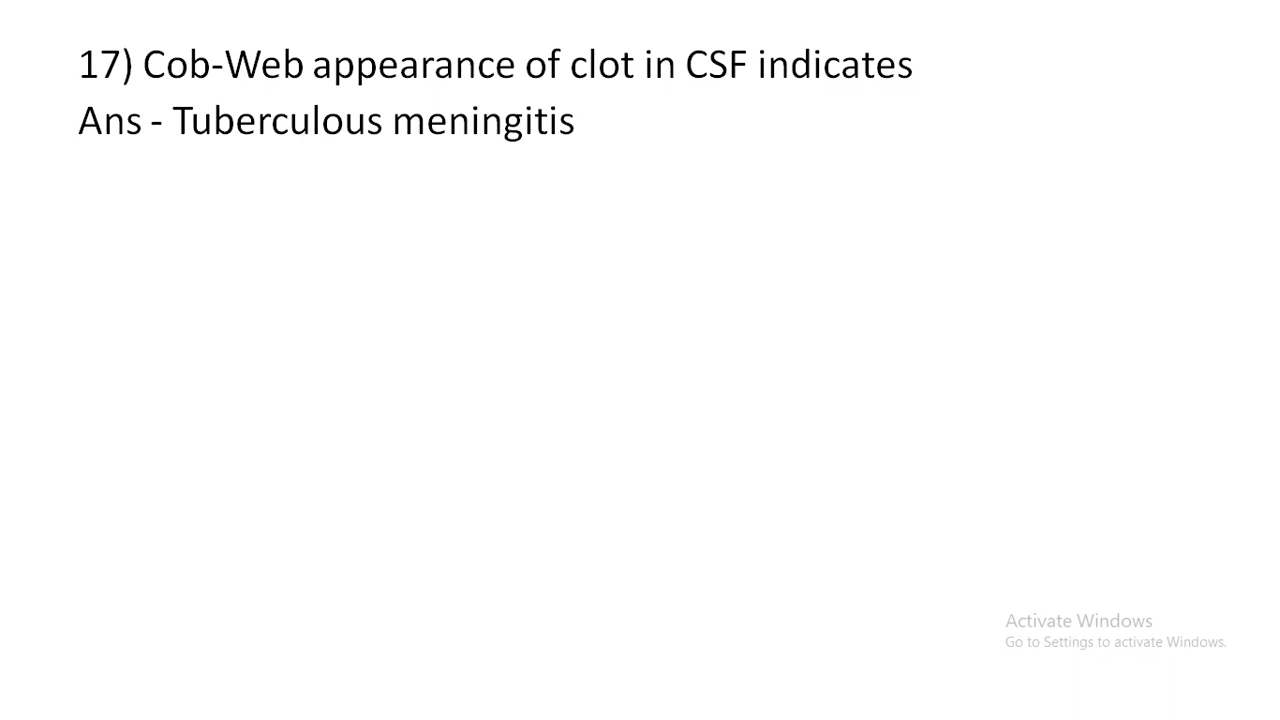 17) Cob-Web appearance of clot in CSF indicates
Ans - Tuberculous meningitis
Activate Windows
Go to Settings to activate Windows.